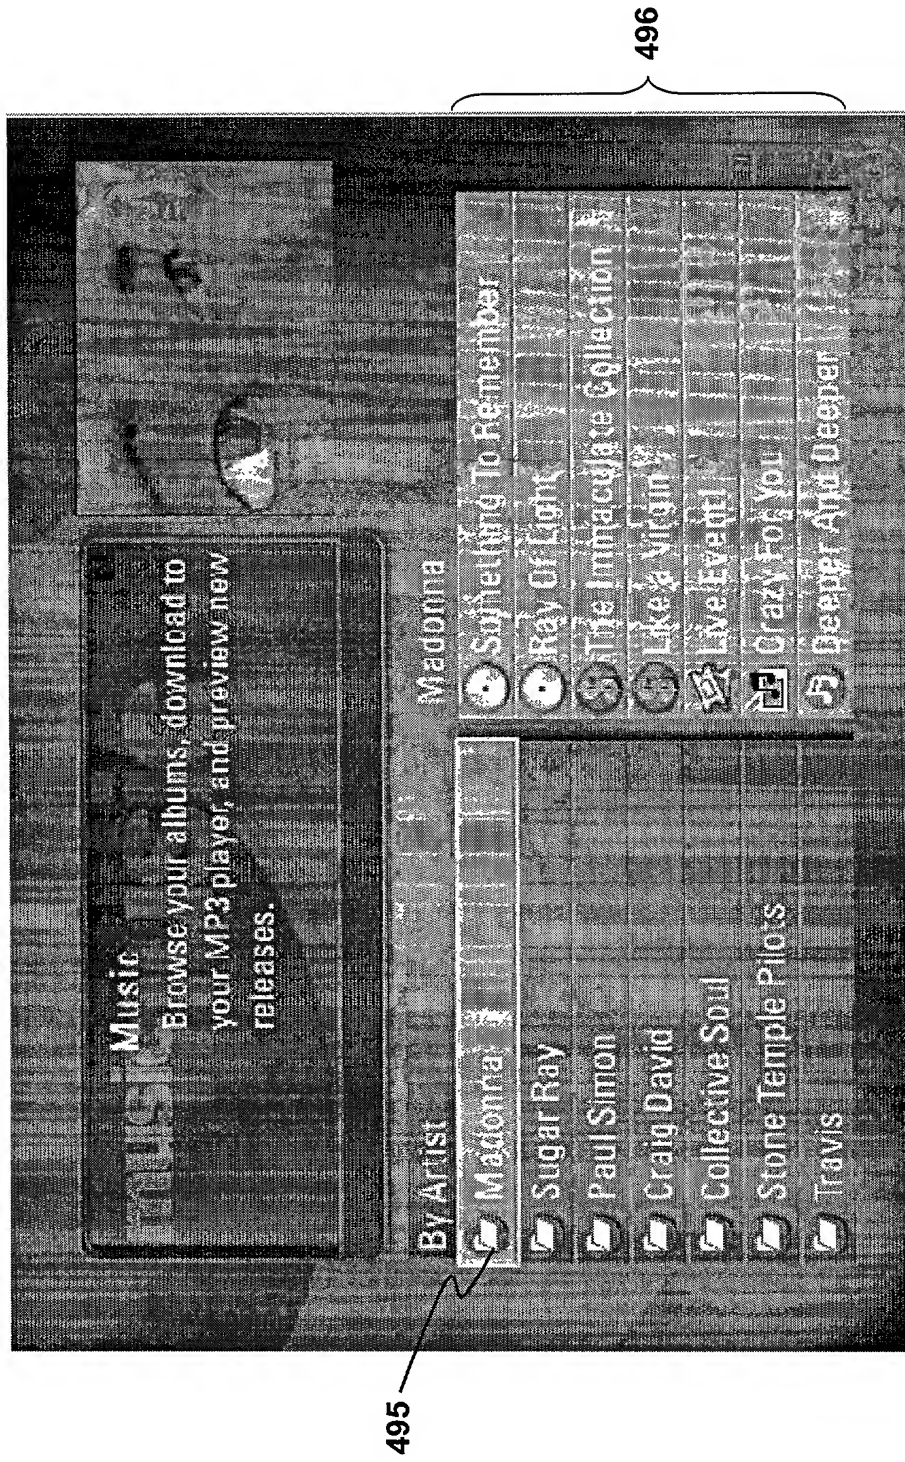 music
Music
Browse your albums, download to
your MP3 player, and preview new
releases.
By Artist
Madonna
Sugar Ray
Paul Simon
Craig David
Collective Soul
Stone Temple Pilots
Travis
Madonna
Something To Remember
Ray Of Light
The Immaculate Collection
Like a Virgin
Live Event!
Crazy For You
Deeper And Deeper
495
496